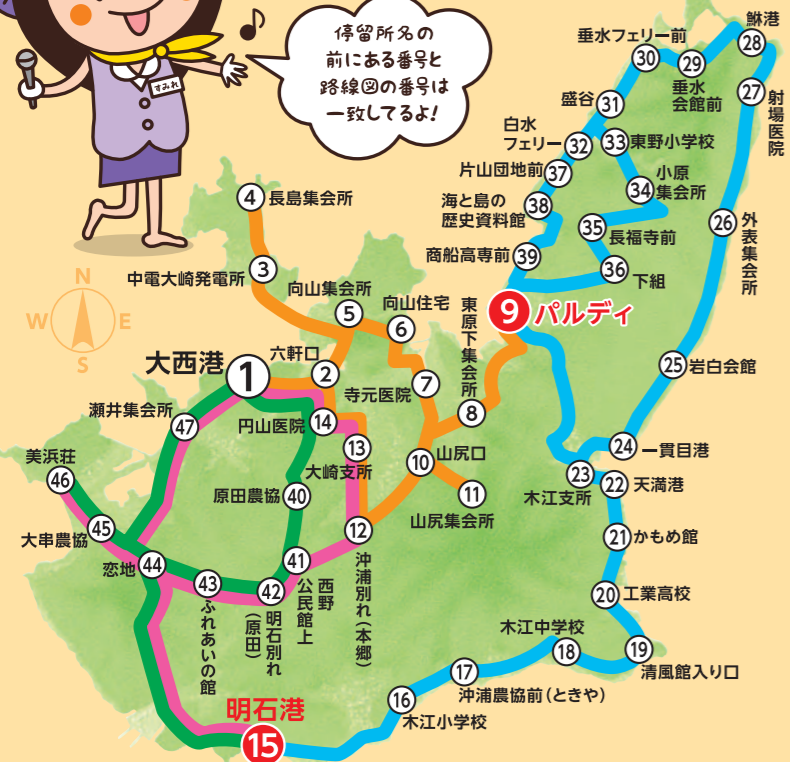 すみれ
停留所名の
前にある番号と
路線図の番号は
一致してるよ!
N
W
E
S
1 大西港
2 六軒口
3 中電大崎発電所
4 長島集会所
5 向山集会所
6 向山住宅
7 寺元医院
8 東原下集会所
9 パルディ
10 山尻口
11 山尻集会所
12 沖浦別れ(本郷)
13 大崎支所
14 円山医院
15 明石港
16 木江小学校
17 沖浦農協前(ときや)
18 木江中学校
19 清風館入り口
20 工業高校
21 かもめ館
22 天満港
23 木江支所
24 一貫目港
25 岩白会館
26 外表集会所
27 射場医院
28 鮴港
29 垂水
会館前
30 垂水フェリー前
31 盛谷
32 白水
フェリー
33 東野小学校
34 小原
集会所
35 長福寺前
36 下組
37 片山団地前
38 海と島の
歴史資料館
39 商船高専前
40 原田農協
41 西野
公民館上
42 明石別れ
(原田)
43 ふれあいの館
44 恋地
45 大串農協
46 美浜荘
47 瀬井集会所